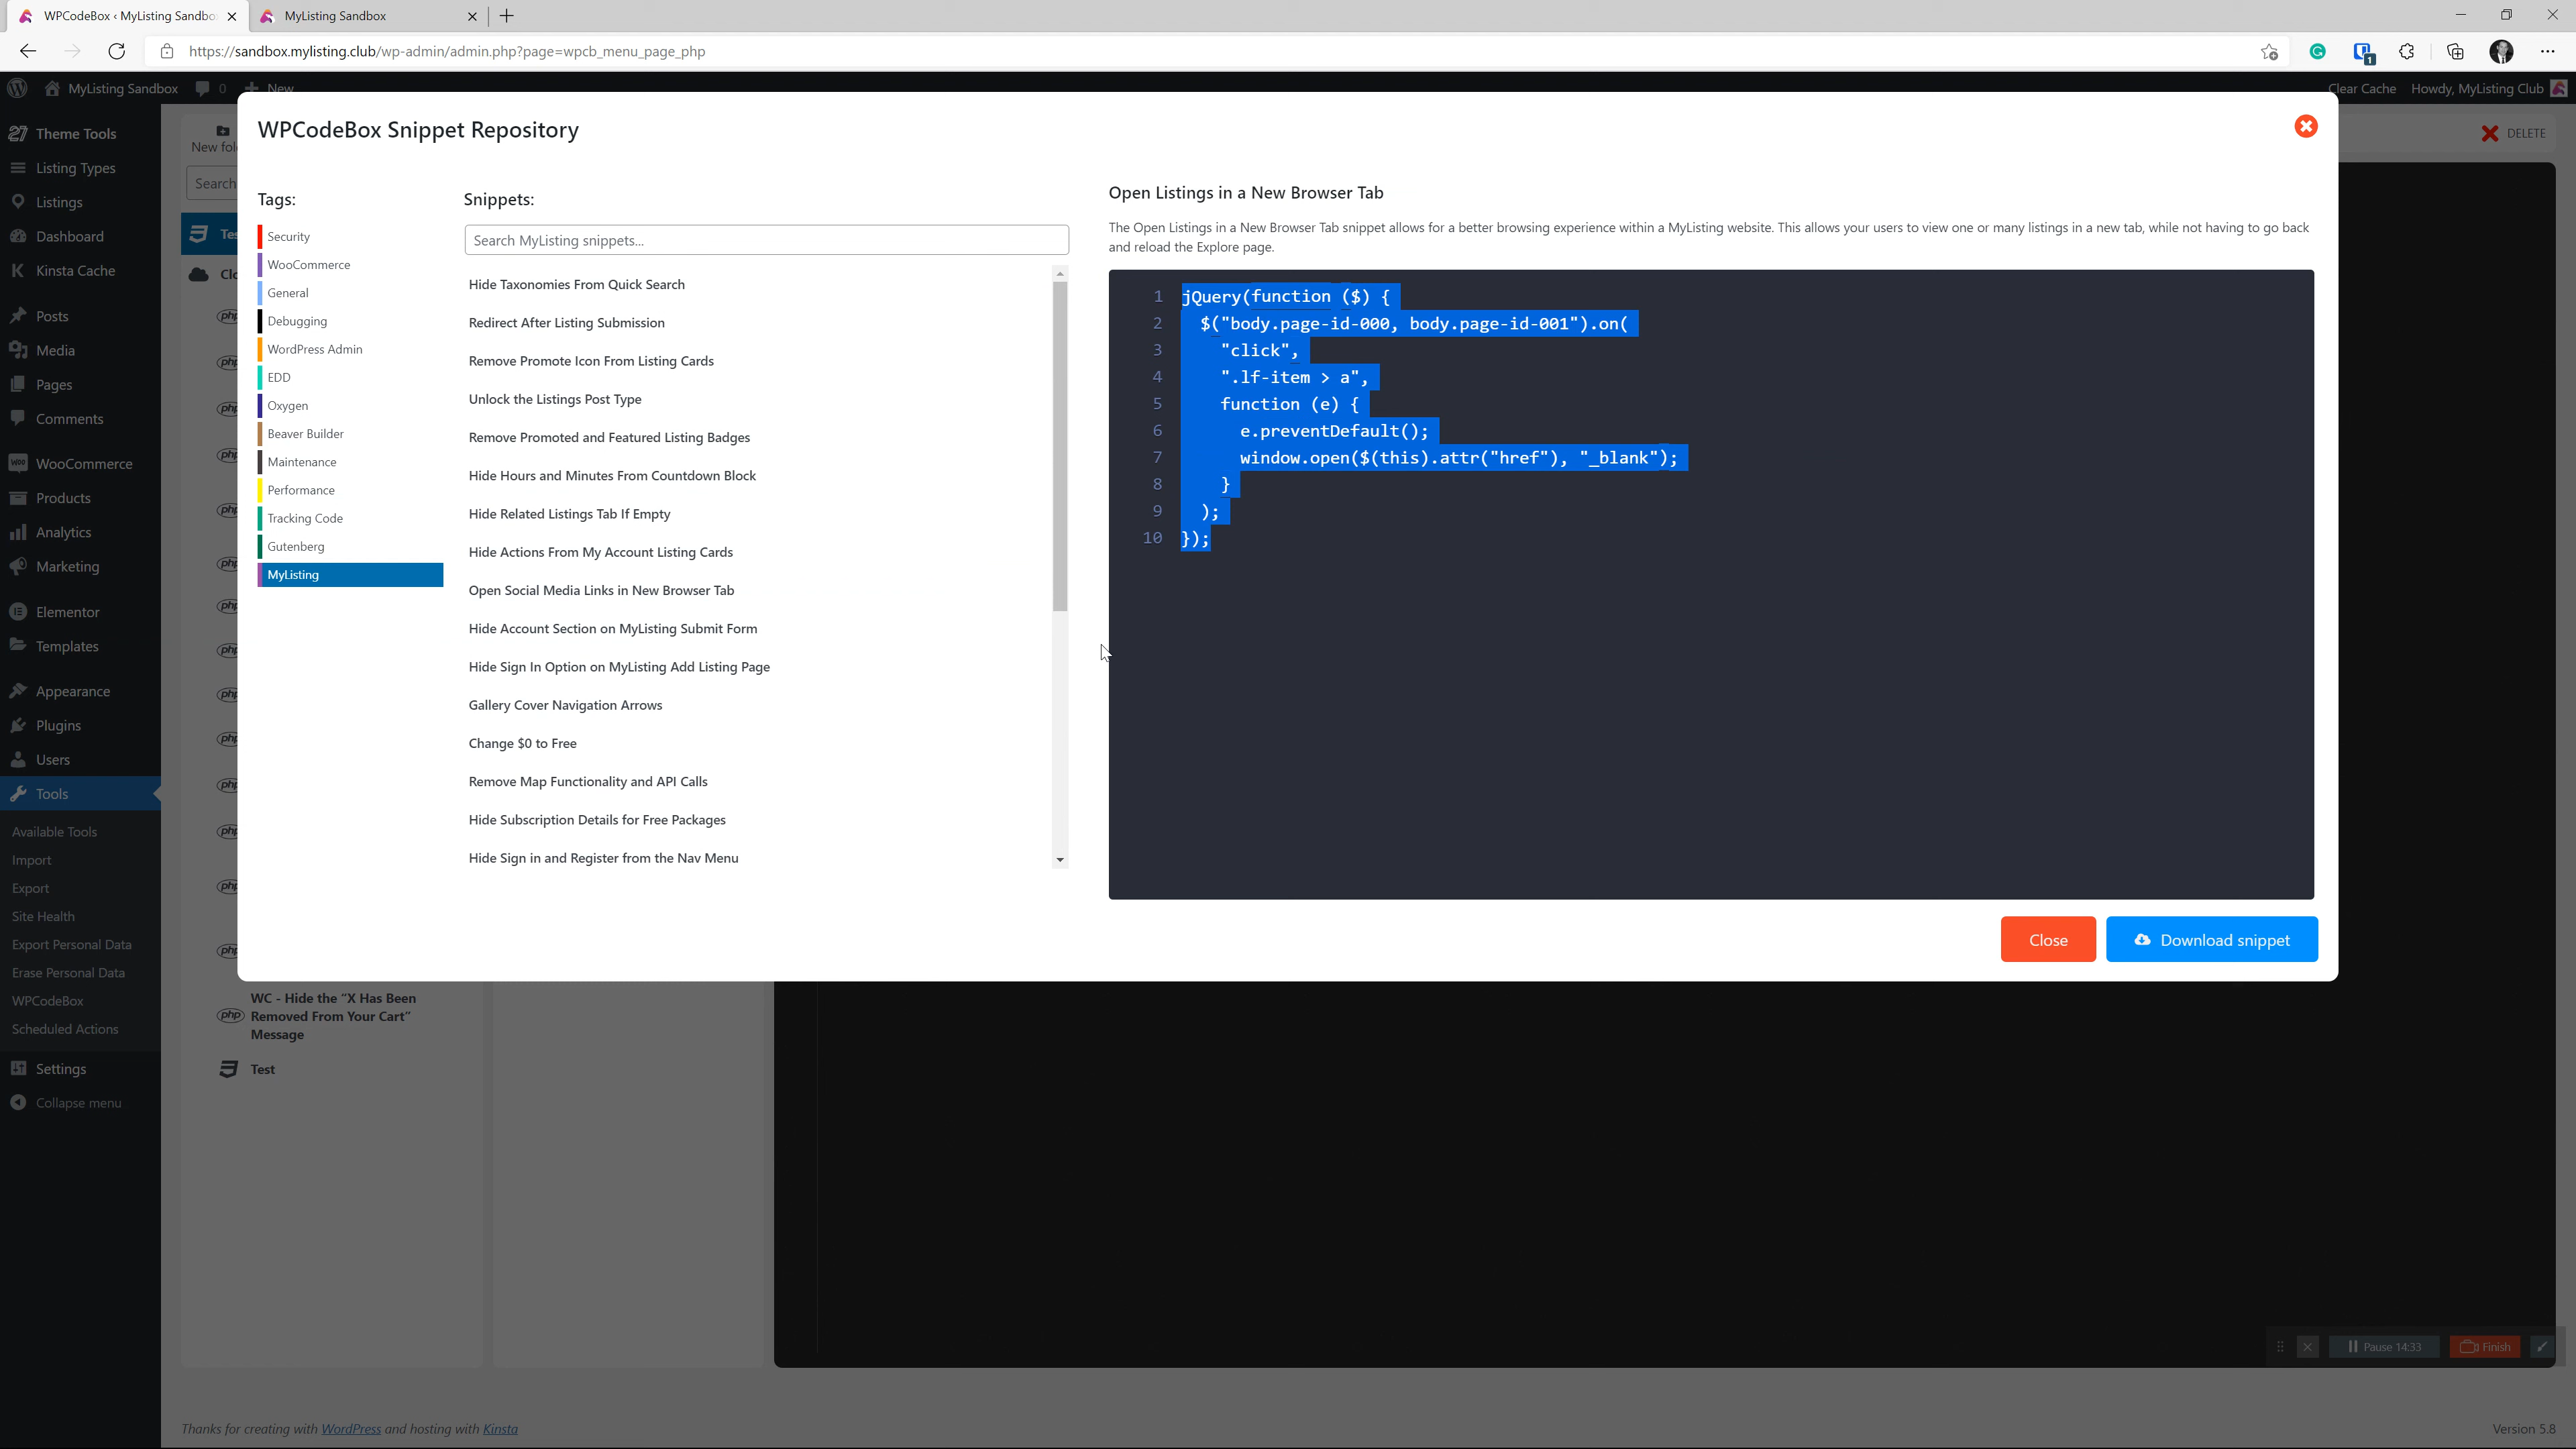 WPCodeBox ‹ MyListing Sandbo
MyListing Sandbox
https://sandbox.mylisting.club/wp-admin/admin.php?page=wpcb_menu_page_php
1
MyListing Sandbox
0
New
Clear Cache
Howdy, MyListing Club
27 Theme Tools
Listing Types
Listings
Dashboard
Kinsta Cache
Posts
Media
Pages
Comments
WooCommerce
Products
Analytics
Marketing
Elementor
Templates
Appearance
Plugins
Users
Tools
Available Tools
Import
Export
Site Health
Export Personal Data
Erase Personal Data
WPCodeBox
Scheduled Actions
Settings
Collapse menu
New fol
Search
Tes
Clo
DELETE
WPCodeBox Snippet Repository
Tags:
Security
WooCommerce
General
Debugging
WordPress Admin
EDD
Oxygen
Beaver Builder
Maintenance
Performance
Tracking Code
Gutenberg
MyListing
Snippets:
Search MyListing snippets...
Hide Taxonomies From Quick Search
Redirect After Listing Submission
Remove Promote Icon From Listing Cards
Unlock the Listings Post Type
Remove Promoted and Featured Listing Badges
Hide Hours and Minutes From Countdown Block
Hide Related Listings Tab If Empty
Hide Actions From My Account Listing Cards
Open Social Media Links in New Browser Tab
Hide Account Section on MyListing Submit Form
Hide Sign In Option on MyListing Add Listing Page
Gallery Cover Navigation Arrows
Change $0 to Free
Remove Map Functionality and API Calls
Hide Subscription Details for Free Packages
Hide Sign in and Register from the Nav Menu
Open Listings in a New Browser Tab
The Open Listings in a New Browser Tab snippet allows for a better browsing experience within a MyListing website. This allows your users to view one or many listings in a new tab, while not having to go back
and reload the Explore page.
1 jQuery(function ($) {
2 $("body.page-id-000, body.page-id-001").on(
3 "click",
4 ".lf-item > a",
5 function (e) {
6 e.preventDefault();
7 window.open($(this).attr("href"), "_blank");
8 }
9 );
10 });
Close
Download snippet
php WC - Hide the "X Has Been
Removed From Your Cart"
Message
Test
Pause 14:33
Finish
Thanks for creating with WordPress and hosting with Kinsta
Version 5.8